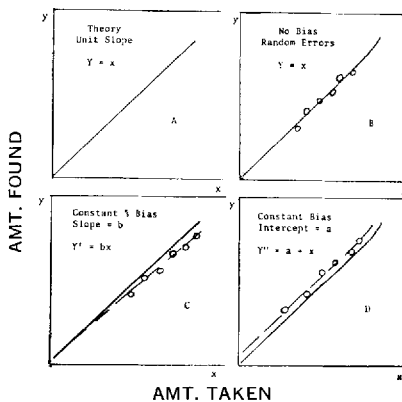 y
Theory
Unit Slope
Y = x
A
x
y
No Bias
Random Errors
Y = x
B
x
y
Constant % Bias
Slope = b
Y' = bx
C
x
y
Constant Bias
Intercept = a
Y" = a + x
D
x
AMT. FOUND
AMT. TAKEN